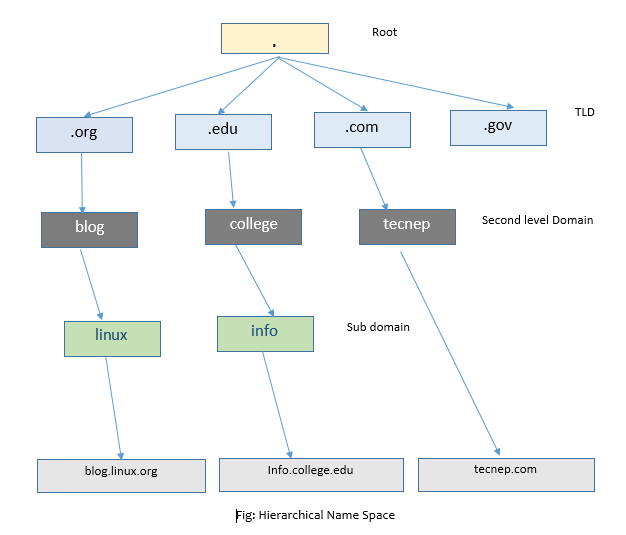 .
Root
.org
.edu
.com
.gov
TLD
blog
college
tecnep
Second level Domain
linux
info
Sub domain
blog.linux.org
Info.college.edu
tecnep.com
Fig: Hierarchical Name Space